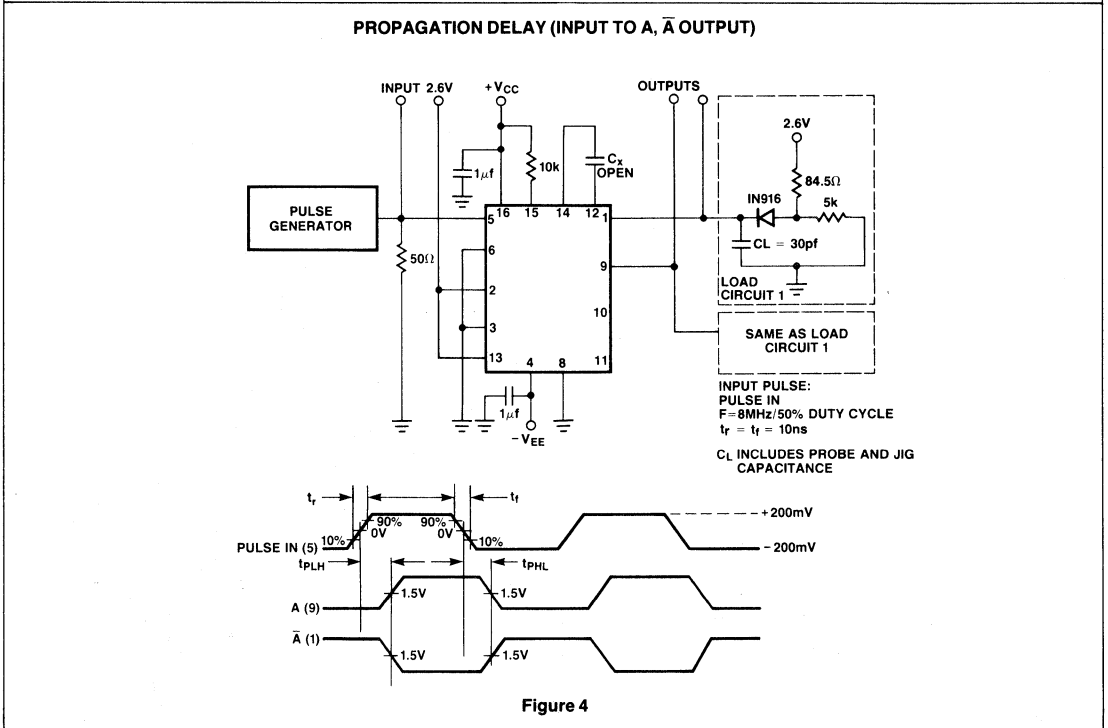 PROPAGATION DELAY (INPUT TO A, A̅ OUTPUT)
INPUT 2.6V +VCC OUTPUTS
2.6V
1μf 10k Cx
OPEN
84.5Ω
IN916 5k
PULSE
GENERATOR
5 16 15 14 12 1
CL = 30pf
50Ω
6
9
2
LOAD
CIRCUIT 1
10
3
SAME AS LOAD
CIRCUIT 1
13 4 8 11
1μf
-VEE
INPUT PULSE:
PULSE IN
F=8MHz/50% DUTY CYCLE
tr = tf = 10ns
CL INCLUDES PROBE AND JIG
CAPACITANCE
tr tf
90% 90% +200mV
0V 0V
10% 10%
PULSE IN (5) -200mV
tPLH tPHL
1.5V 1.5V
A (9)
A̅ (1)
1.5V 1.5V
Figure 4